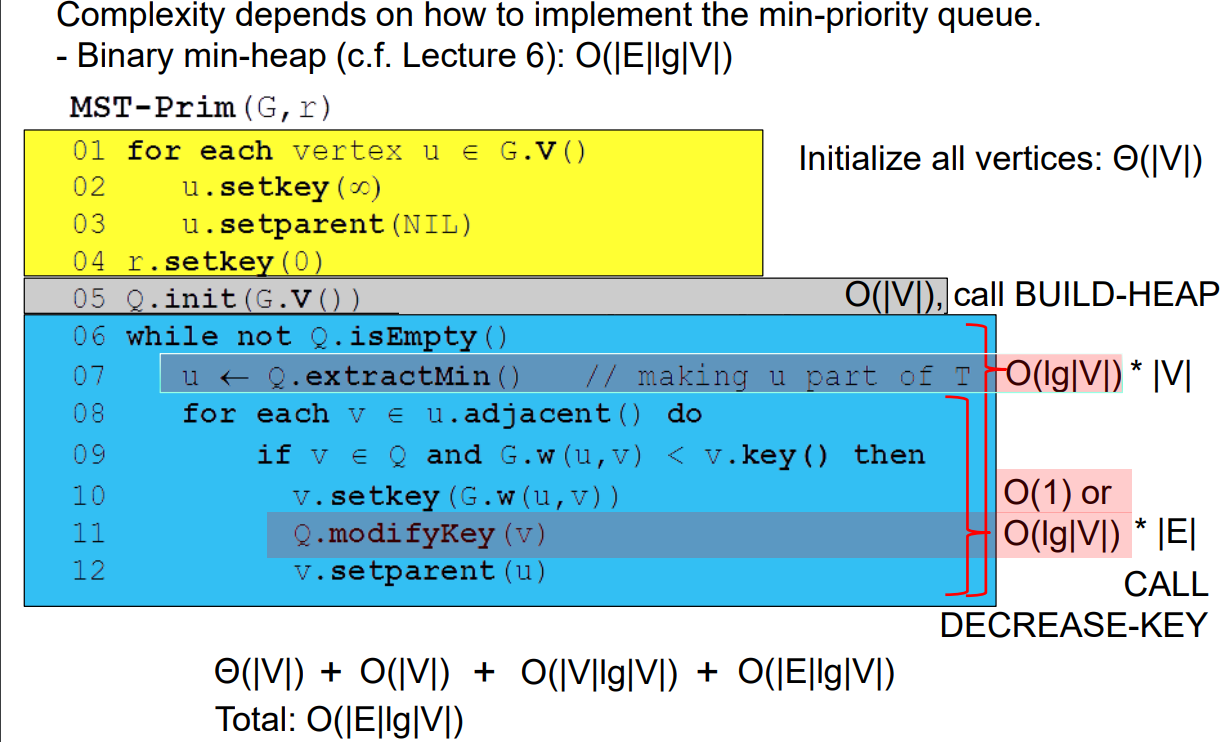 Complexity depends on how to implement the min-priority queue.
- Binary min-heap (c.f. Lecture 6): O(|E|lg|V|)
MST-Prim(G,r)
01 for each vertex u ∈ G.V()
Initialize all vertices: Θ(|V|)
02 u.setkey(∞)
03 u.setparent(NIL)
04 r.setkey(0)
05 Q.init(G.V())
O(|V|), call BUILD-HEAP
06 while not Q.isEmpty()
07 u ← Q.extractMin() // making u part of T
O(lg|V|) * |V|
08 for each v ∈ u.adjacent() do
09 if v ∈ Q and G.w(u,v) < v.key() then
10 v.setkey(G.w(u,v))
O(1) or
11 Q.modifyKey(v)
O(lg|V|) * |E|
12 v.setparent(u)
CALL
DECREASE-KEY
Θ(|V|) + O(|V|) + O(|V|lg|V|) + O(|E|lg|V|)
Total: O(|E|lg|V|)